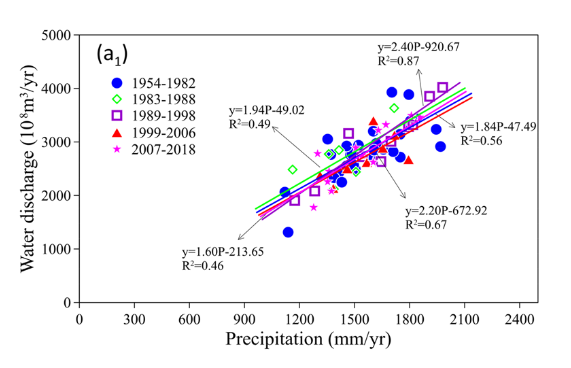 (a1)
1954-1982
1983-1988
1989-1998
1999-2006
2007-2018
y=2.40P-920.67
R²=0.87
y=1.94P-49.02
R²=0.49
y=1.84P-47.49
R²=0.56
y=2.20P-672.92
R²=0.67
y=1.60P-213.65
R²=0.46
Water discharge (10⁸m³/yr)
5000
4000
3000
2000
1000
0
0 300 600 900 1200 1500 1800 2100 2400
Precipitation (mm/yr)